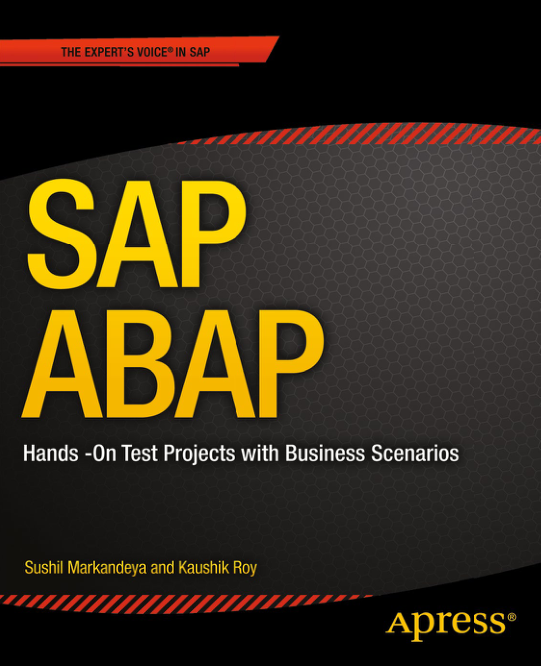 THE EXPERT'S VOICE® IN SAP
SAP
ABAP
Hands -On Test Projects with Business Scenarios
Sushil Markandeya and Kaushik Roy
Apress®